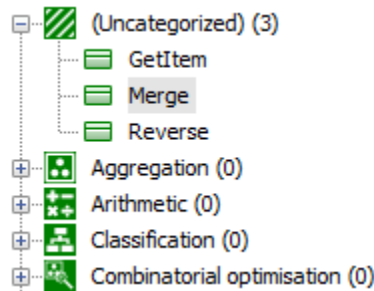 (Uncategorized) (3)
GetItem
Merge
Reverse
Aggregation (0)
Arithmetic (0)
Classification (0)
Combinatorial optimisation (0)